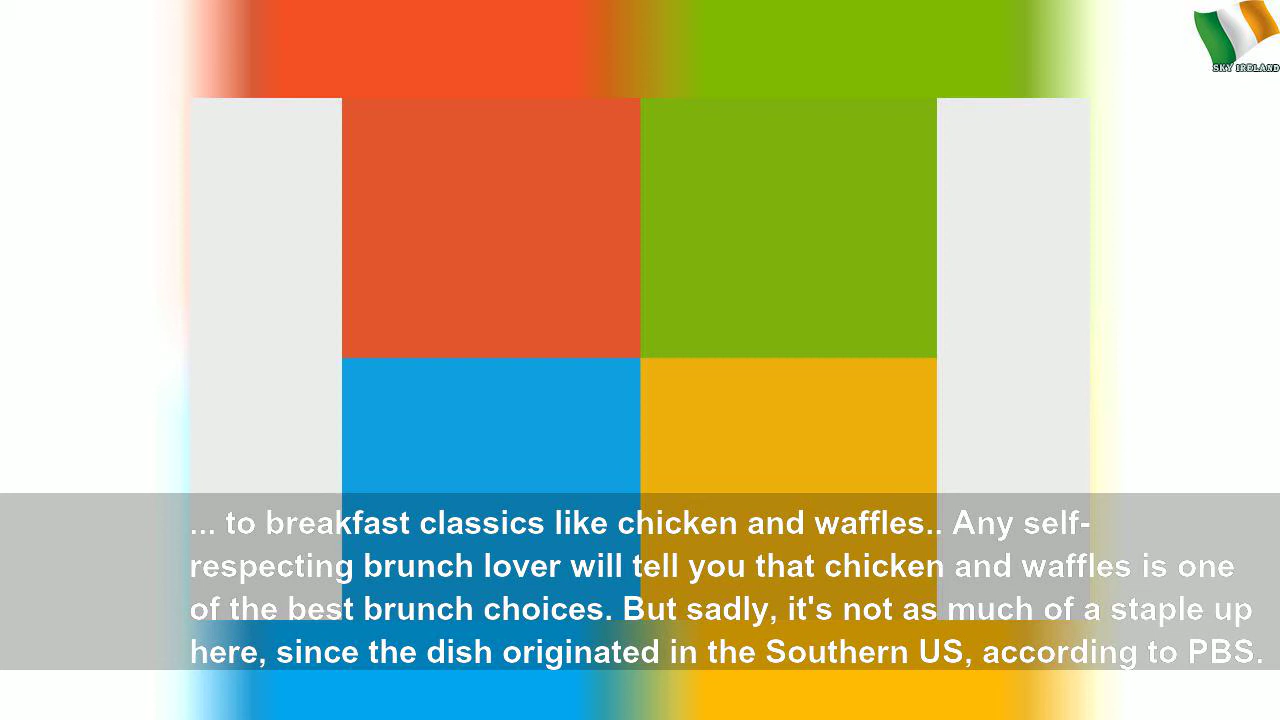 SKY IRELAND
... to breakfast classics like chicken and waffles.. Any self-
respecting brunch lover will tell you that chicken and waffles is one
of the best brunch choices. But sadly, it's not as much of a staple up
here, since the dish originated in the Southern US, according to PBS.